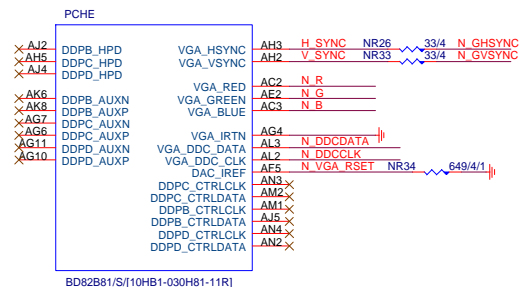 PCHE
AJ2 DDPB_HPD VGA_HSYNC AH3 H_SYNC NR26 33/4 N_GHSYNC
AH5 DDPC_HPD VGA_VSYNC AH2 V_SYNC NR33 33/4 N_GVSYNC
AJ4 DDPD_HPD
VGA_RED AC2 N_R
AK6 DDPB_AUXN VGA_GREEN AE2 N_G
AK8 DDPB_AUXP VGA_BLUE AC3 N_B
AG7 DDPC_AUXN
AG6 DDPC_AUXP VGA_IRTN AG4
AG11 DDPD_AUXN VGA_DDC_DATA AL3 N_DDCDATA
AG10 DDPD_AUXP VGA_DDC_CLK AL2 N_DDCCLK
DAC_IREF AF5 N_VGA_RSET NR34 649/4/1
DDPC_CTRLCLK AN3
DDPC_CTRLDATA AM2
DDPB_CTRLCLK AM1
DDPB_CTRLDATA AJ5
DDPD_CTRLCLK AN4
DDPD_CTRLDATA AN2
BD82B81/S/[10HB1-030H81-11R]